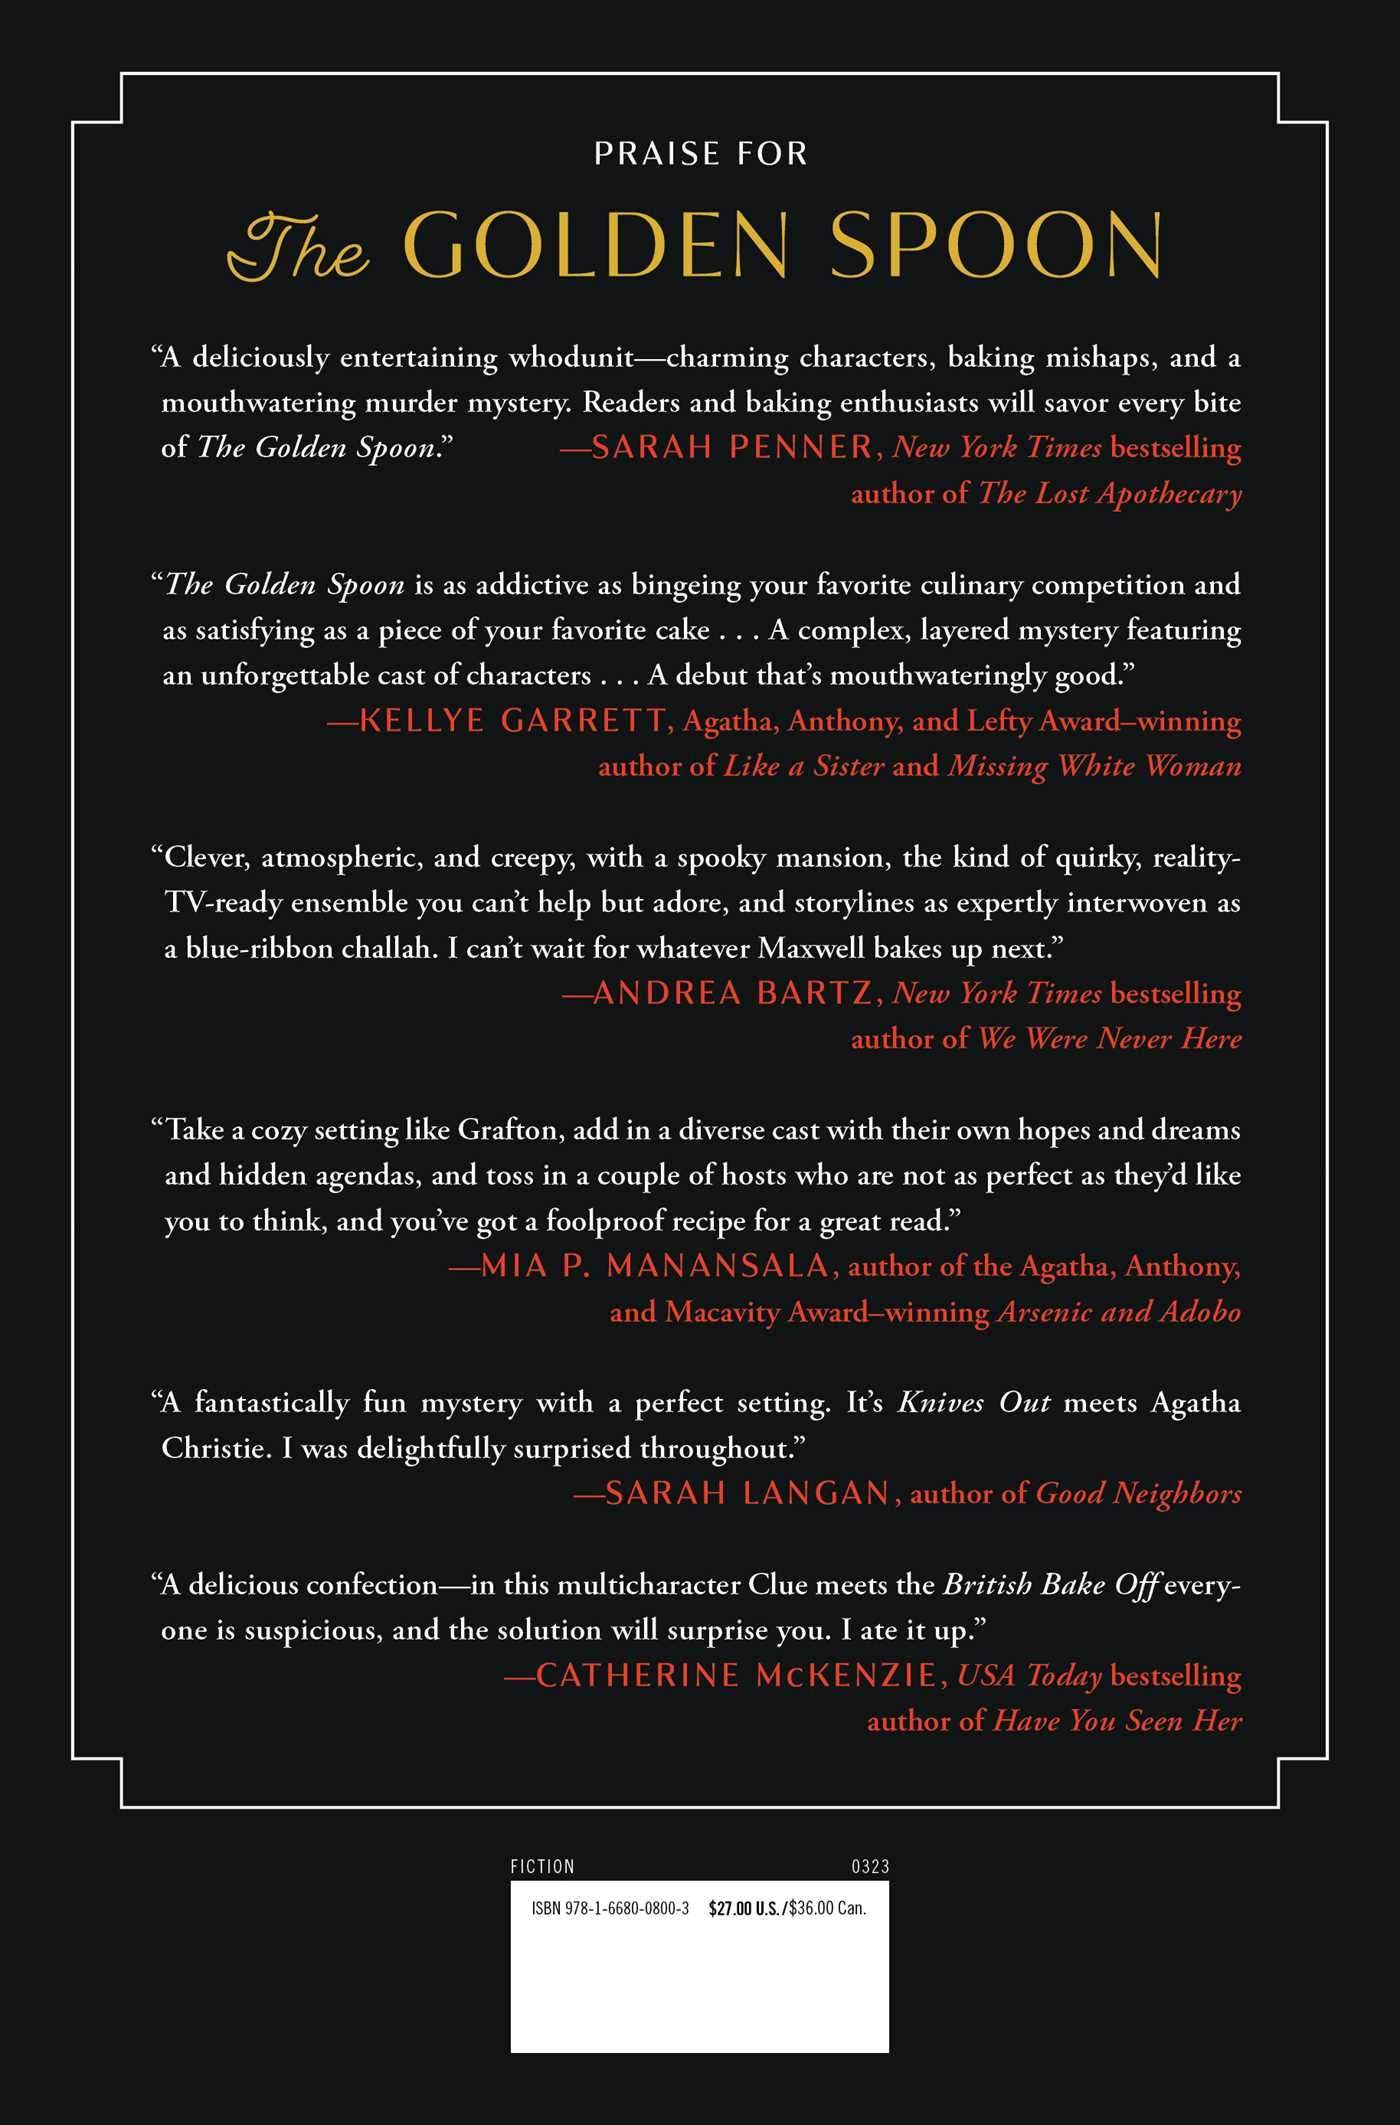 PRAISE FOR
The GOLDEN SPOON
“A deliciously entertaining whodunit—charming characters, baking mishaps, and a
mouthwatering murder mystery. Readers and baking enthusiasts will savor every bite
of The Golden Spoon.” —SARAH PENNER, New York Times bestselling
author of The Lost Apothecary
“The Golden Spoon is as addictive as bingeing your favorite culinary competition and
as satisfying as a piece of your favorite cake . . . A complex, layered mystery featuring
an unforgettable cast of characters . . . A debut that’s mouthwateringly good.”
—KELLYE GARRETT, Agatha, Anthony, and Lefty Award–winning
author of Like a Sister and Missing White Woman
“Clever, atmospheric, and creepy, with a spooky mansion, the kind of quirky, reality-
TV-ready ensemble you can’t help but adore, and storylines as expertly interwoven as
a blue-ribbon challah. I can’t wait for whatever Maxwell bakes up next.”
—ANDREA BARTZ, New York Times bestselling
author of We Were Never Here
“Take a cozy setting like Grafton, add in a diverse cast with their own hopes and dreams
and hidden agendas, and toss in a couple of hosts who are not as perfect as they’d like
you to think, and you’ve got a foolproof recipe for a great read.”
—MIA P. MANANSALA, author of the Agatha, Anthony,
and Macavity Award–winning Arsenic and Adobo
“A fantastically fun mystery with a perfect setting. It’s Knives Out meets Agatha
Christie. I was delightfully surprised throughout.”
—SARAH LANGAN, author of Good Neighbors
“A delicious confection—in this multicharacter Clue meets the British Bake Off every-
one is suspicious, and the solution will surprise you. I ate it up.”
—CATHERINE McKENZIE, USA Today bestselling
author of Have You Seen Her
FICTION 0323
ISBN 978-1-6680-0800-3 $27.00 U.S./$36.00 Can.